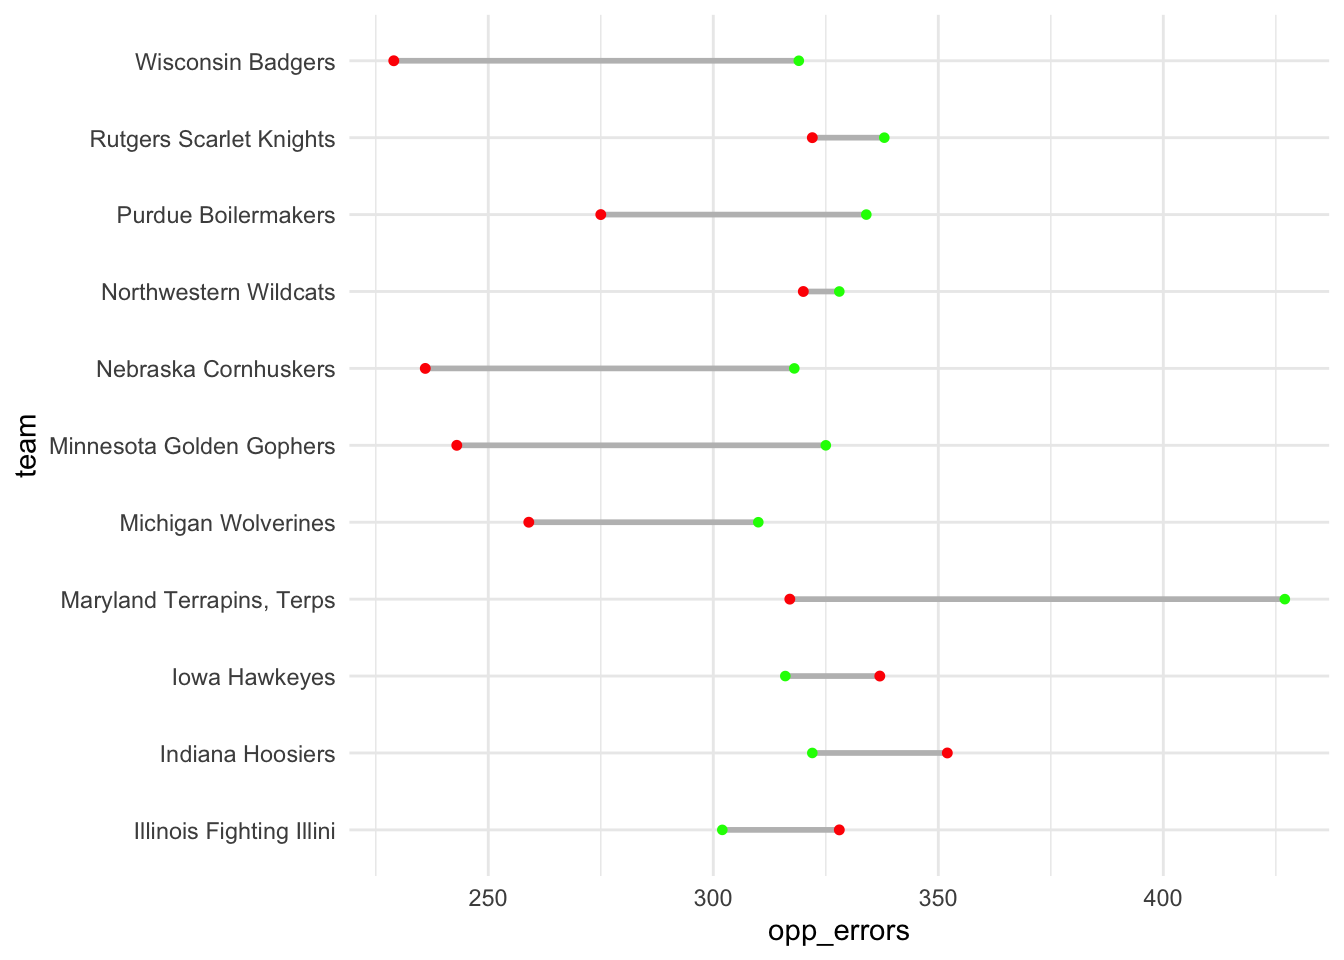 Wisconsin Badgers
Rutgers Scarlet Knights
Purdue Boilermakers
Northwestern Wildcats
Nebraska Cornhuskers
Minnesota Golden Gophers
Michigan Wolverines
Maryland Terrapins, Terps
Iowa Hawkeyes
Indiana Hoosiers
Illinois Fighting Illini
team
250 300 350 400
opp_errors